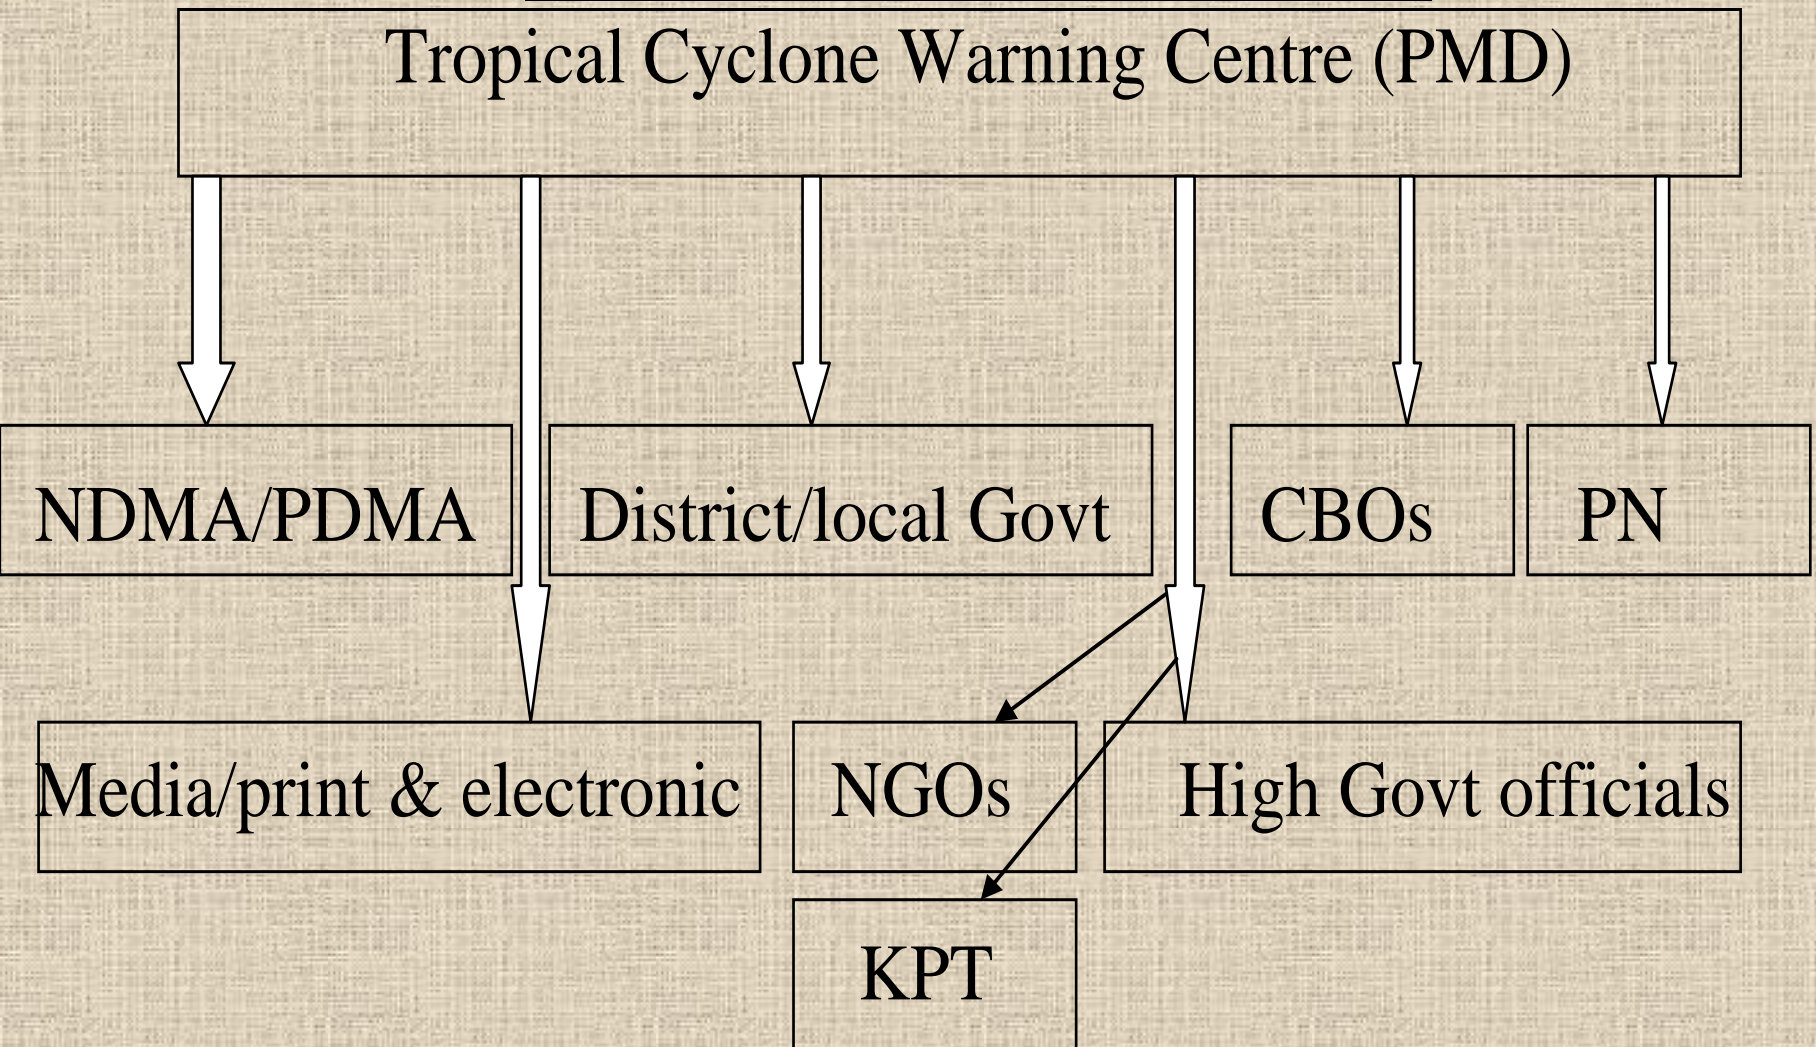 Tropical Cyclone Warning Centre (PMD)
NDMA/PDMA
District/local Govt
CBOs
PN
Media/print & electronic
NGOs
High Govt officials
KPT